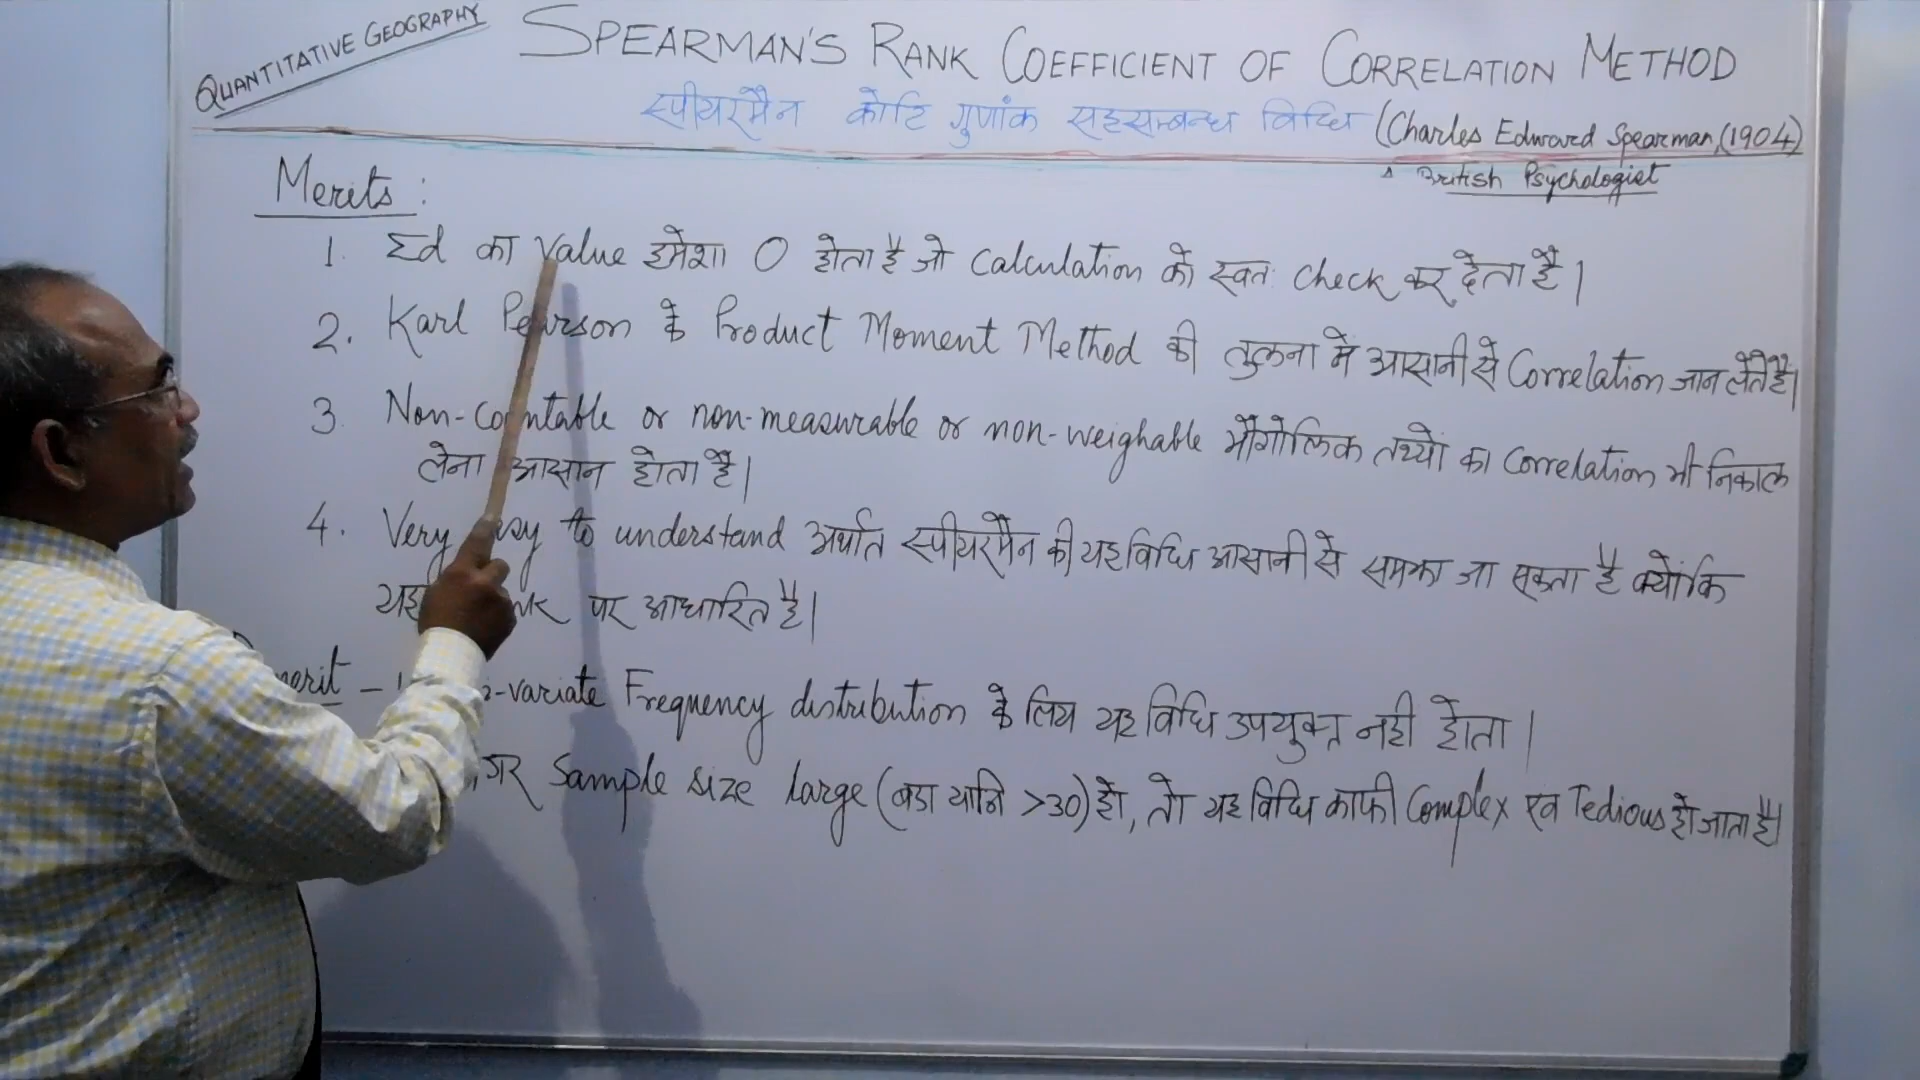 QUANTITATIVE GEOGRAPHY
SPEARMAN'S RANK COEFFICIENT OF CORRELATION METHOD
स्पीयरमैन कोटि गुणांक सहसम्बन्ध विधि (Charles Edward Spearman, (1904)
British Psychologist
Merits :
1. Σd का Value हमेशा O होता है जो Calculation को स्वतः Check कर देता है।
2. Karl Pearson के Product Moment Method की तुलना में आसानी से Correlation जान लेते है।
3. Non-countable or non-measurable or non-weighable भौगोलिक तथ्यों का Correlation भी निकाल
लेना आसान होता है।
4. Very easy to understand अर्थात स्पीयरमैन की यह विधि आसानी से समझा जा सकता है क्योंकि
यह पर आधारित है।
merit - -variate Frequency distribution के लिय यह विधि उपयुक्त नही होता।
Sample size large (बडा यानि >30) हो, तो यह विधि काफी Complex एव Tedious हो जाता है।